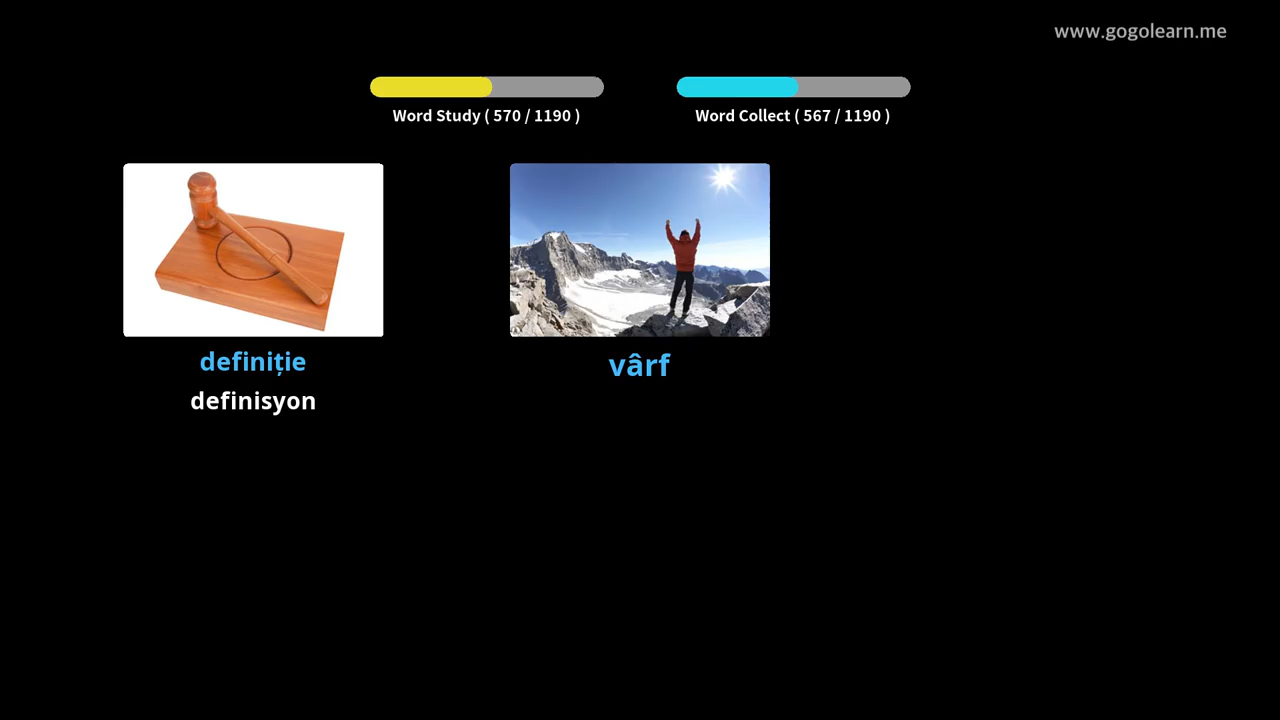 www.gogolearn.me
Word Study ( 570 / 1190 )
Word Collect ( 567 / 1190 )
definiție
definisyon
vârf